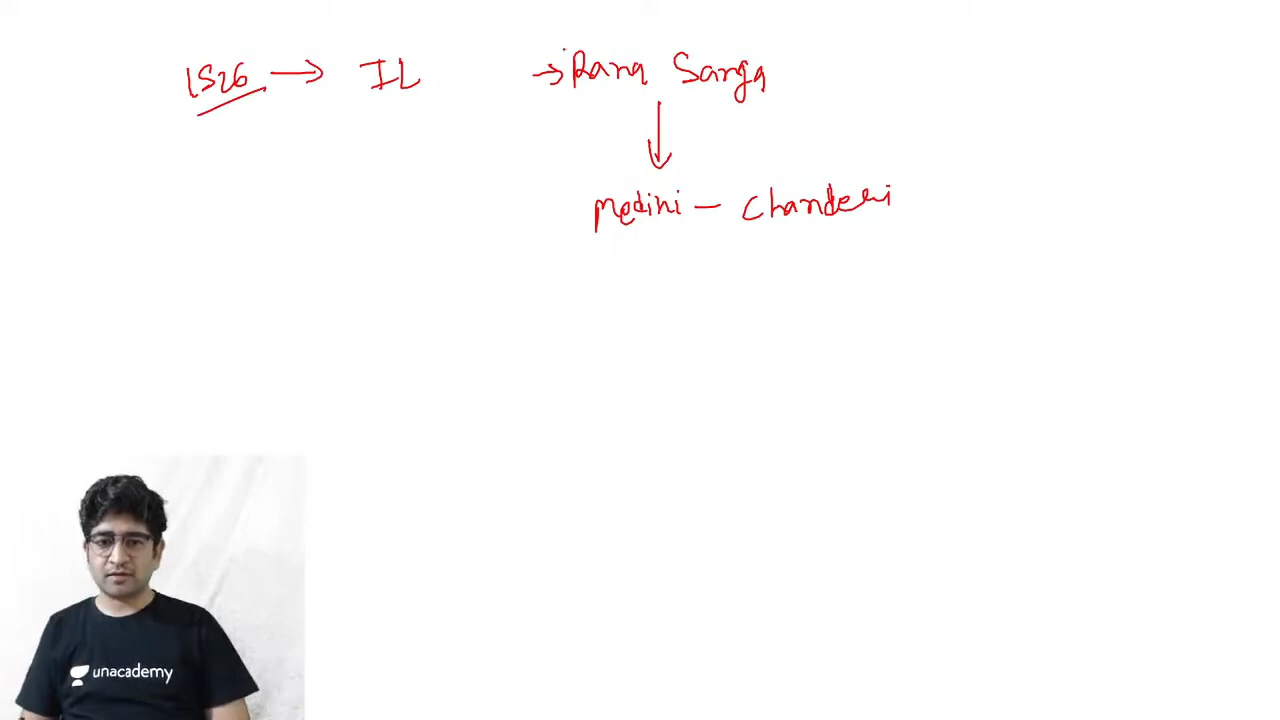 1526 → IL → Rana Sanga
↓
Medini - Chanderi
unacademy